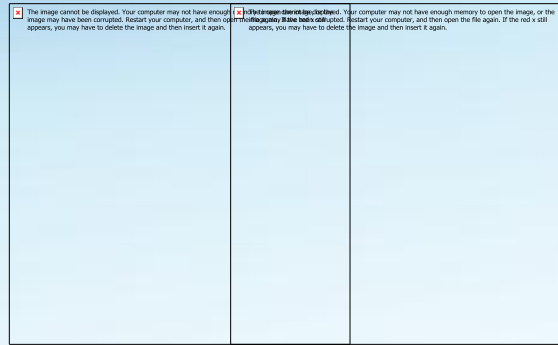 The image cannot be displayed. Your computer may not have enough
image may have been corrupted. Restart your computer, and then open
appears, you may have to delete the image and then insert it again.
computer may not have enough memory to open the image, or the
Restart your computer, and then open the file again. If the red x still
appears, you may have to delete the image and then insert it again.